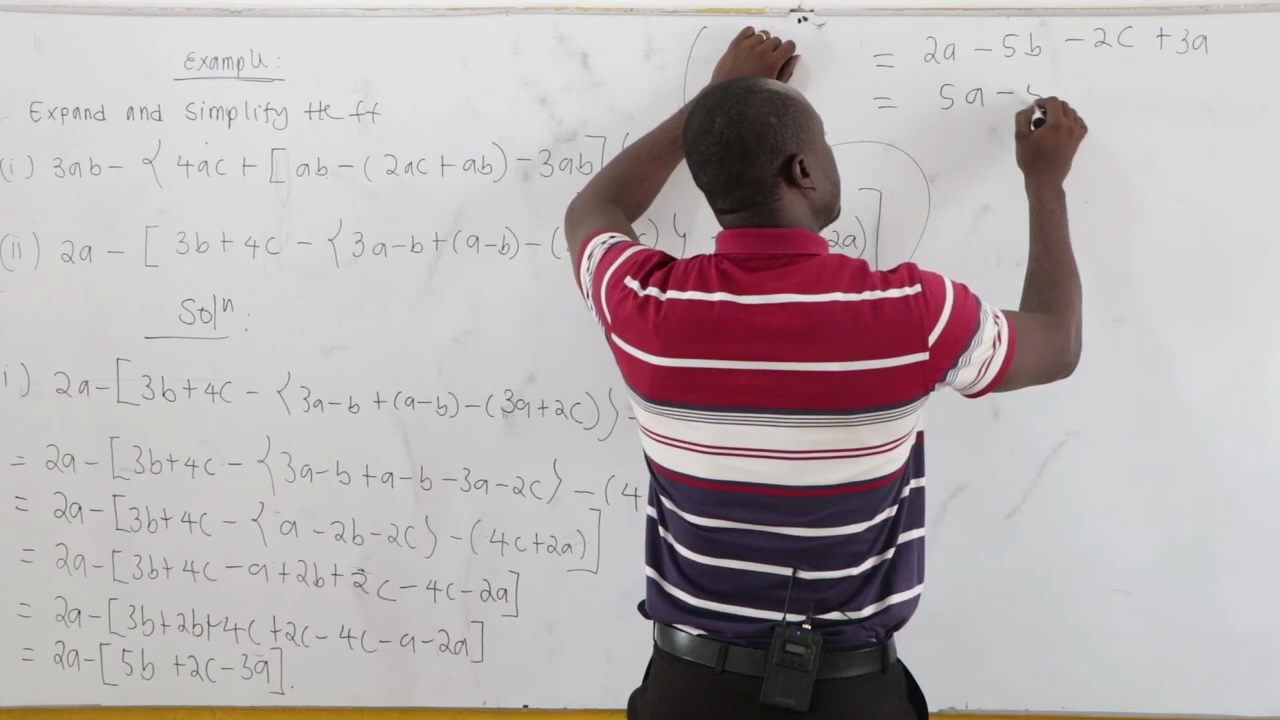 Example:
Expand and Simplify the ff
(i) 3ab - { 4ac + [ ab - ( 2ac + ab ) - 3ab ]
(ii) 2a - [ 3b + 4c - { 3a - b + (a - b) - ( c ) } - 2a) ]
Soln:
i) 2a - [ 3b + 4c - { 3a - b + (a - b) - (3a + 2c) } -
= 2a - [ 3b + 4c - { 3a - b + a - b - 3a - 2c } - (4
= 2a - [ 3b + 4c - { a - 2b - 2c } - (4c + 2a) ]
= 2a - [ 3b + 4c - a + 2b + 2c - 4c - 2a ]
= 2a - [ 3b + 2b + 4c + 2c - 4c - a - 2a ]
= 2a - [ 5b + 2c - 3a ].
= 2a - 5b - 2c + 3a
= 5a -